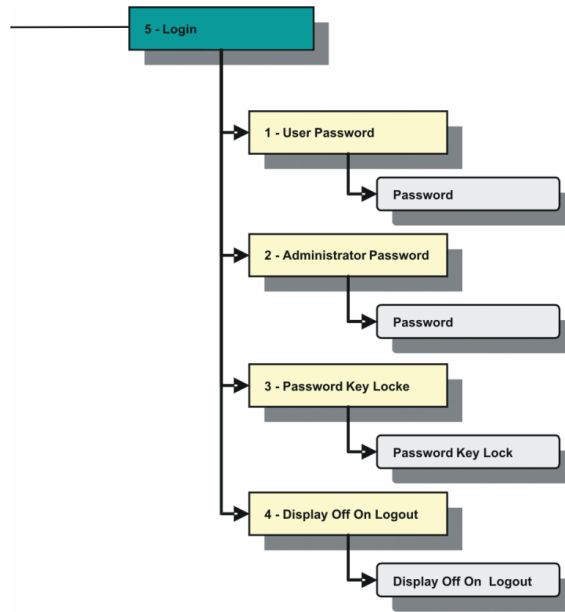 5 - Login
1 - User Password
Password
2 - Administrator Password
Password
3 - Password Key Locke
Password Key Lock
4 - Display Off On Logout
Display Off On Logout